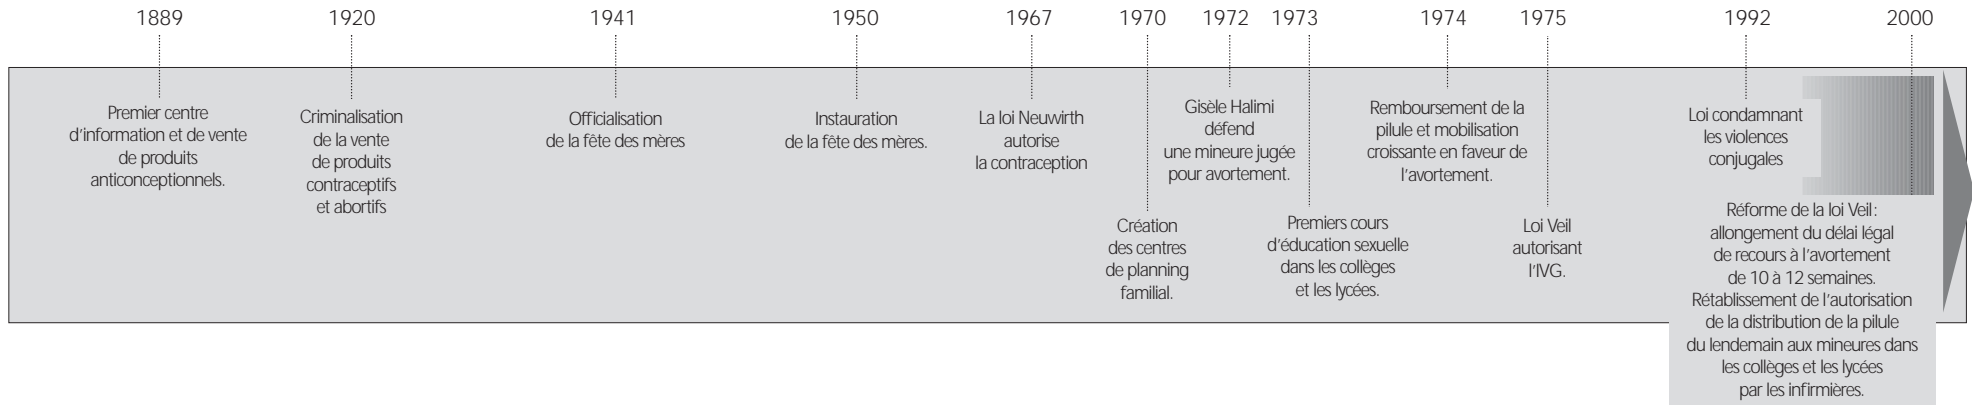 1889
1920
1941
1950
1967
1970
1972
1973
1974
1975
1992
2000
Premier centre
d'information et de vente
de produits
anticonceptionnels.
Criminalisation
de la vente
de produits
contraceptifs
et abortifs
Officialisation
de la fête des mères
Instauration
de la fête des mères.
La loi Neuwirth
autorise
la contraception
Création
des centres
de planning
familial.
Gisèle Halimi
défend
une mineure jugée
pour avortement.
Premiers cours
d'éducation sexuelle
dans les collèges
et les lycées.
Remboursement de la
pilule et mobilisation
croissante en faveur de
l'avortement.
Loi Veil
autorisant
l'IVG.
Loi condamnant
les violences
conjugales
Réforme de la loi Veil :
allongement du délai légal
de recours à l'avortement
de 10 à 12 semaines.
Rétablissement de l'autorisation
de la distribution de la pilule
du lendemain aux mineures dans
les collèges et les lycées
par les infirmières.